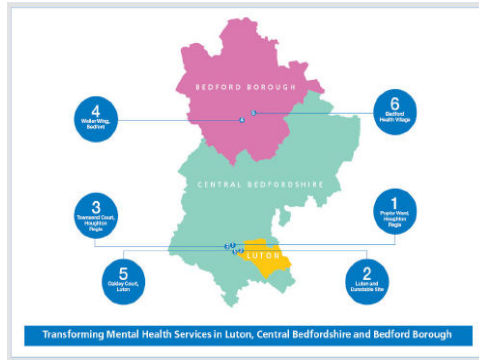 BEDFORD BOROUGH
4
Weller Wing,
Bedford
6
Bedford
Health Village
CENTRAL BEDFORDSHIRE
3
Townsend Court,
Houghton
Regis
1
Poplar Ward, Houghton
Regis
LUTON
5
Oakley Court,
Luton
2
Luton and
Dunstable Site
Transforming Mental Health Services in Luton, Central Bedfordshire and Bedford Borough